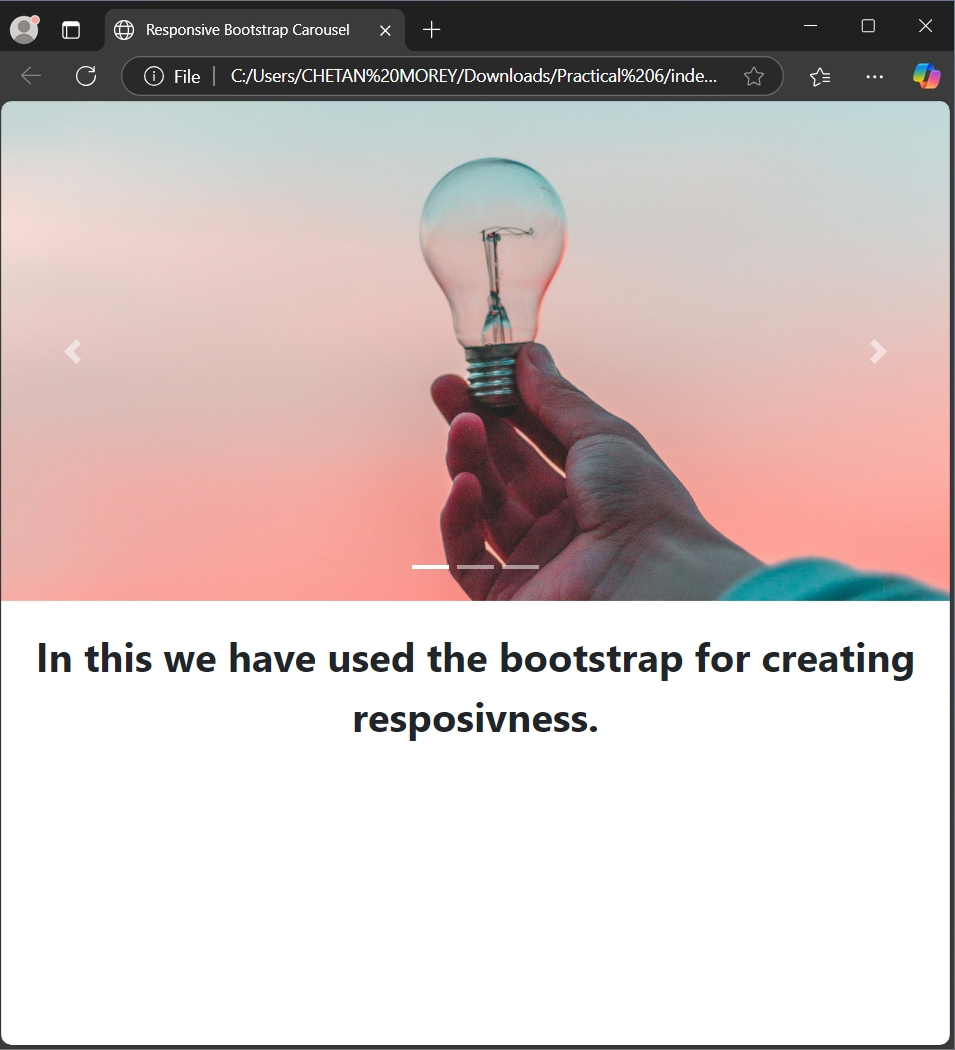 Responsive Bootstrap Carousel
File
C:/Users/CHETAN%20MOREY/Downloads/Practical%206/inde...
In this we have used the bootstrap for creating
resposivness.